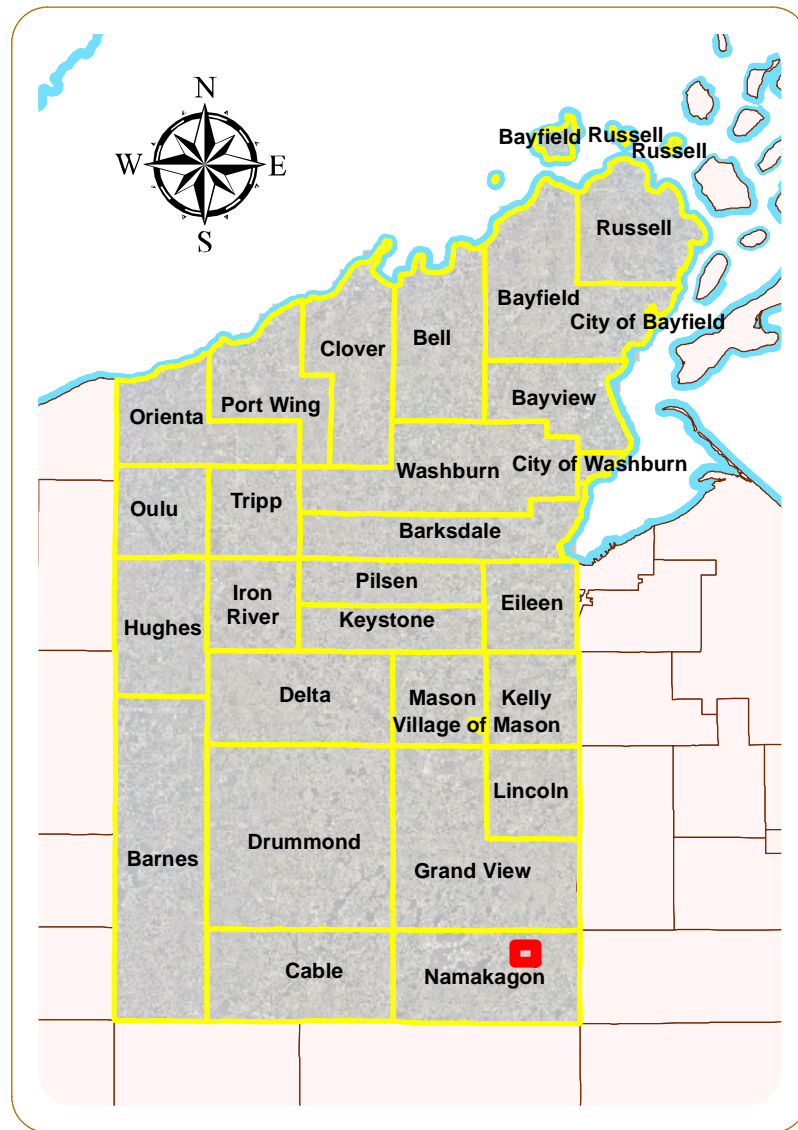 N
W
E
S
Bayfield
Russell
Russell
Russell
Bayfield
City of Bayfield
Clover
Bell
Bayview
Port Wing
Orienta
Washburn
City of Washburn
Oulu
Tripp
Barksdale
Pilsen
Iron
River
Keystone
Eileen
Hughes
Delta
Mason
Kelly
Village of Mason
Lincoln
Drummond
Barnes
Grand View
Cable
Namakagon